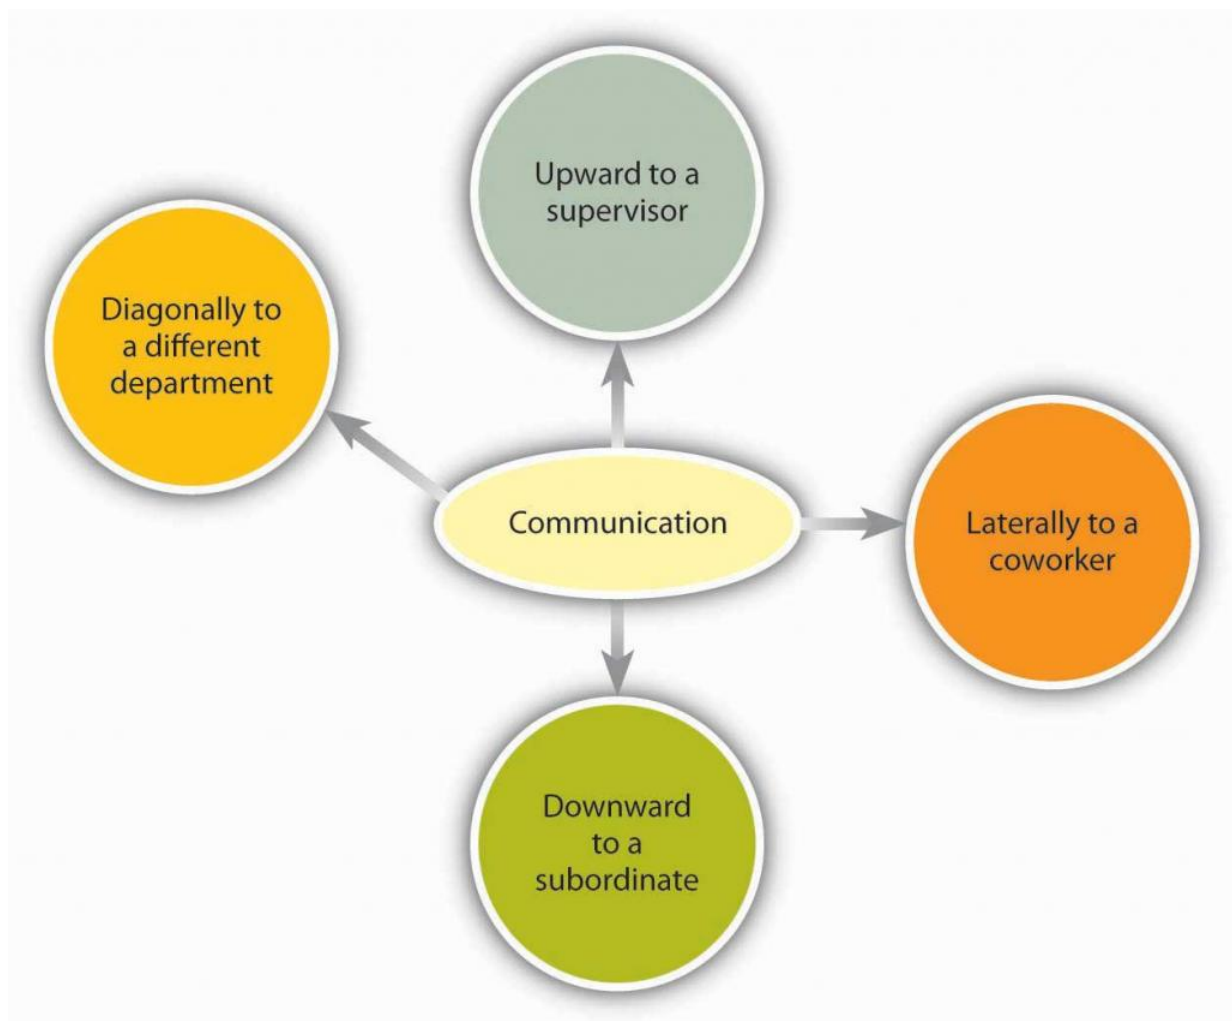 Upward to a
supervisor
Diagonally to
a different
department
Communication
Laterally to a
coworker
Downward
to a
subordinate